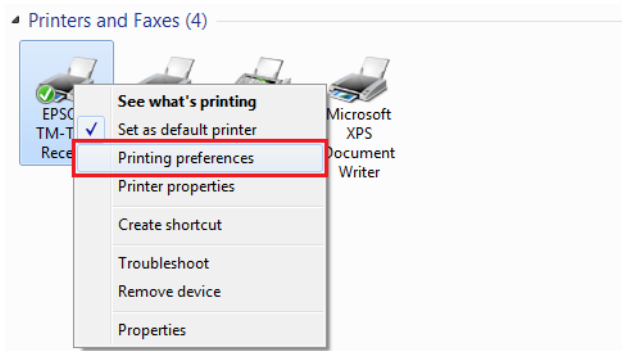 Printers and Faxes (4)
See what's printing
Set as default printer
Printing preferences
Printer properties
Create shortcut
Troubleshoot
Remove device
Properties
EPSO
TM-T
Rece
Microsoft
XPS
Document
Writer